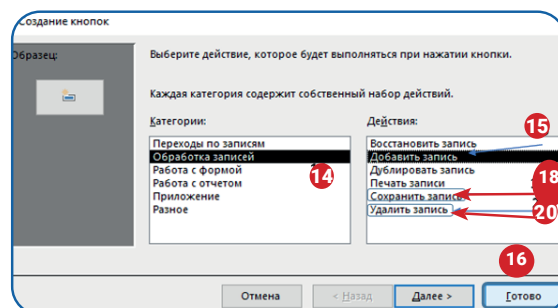 Создание кнопок
Образец:
Выберите действие, которое будет выполняться при нажатии кнопки.
Каждая категория содержит собственный набор действий.
Категории:
Действия:
15
Переходы по записям
Обработка записей
Работа с формой
Работа с отчетом
Приложение
Разное
14
Восстановить запись
Добавить запись
Дублировать запись
Печать записи
Сохранить запись
Удалить запись
18
20
16
Отмена
< Назад
Далее >
Готово